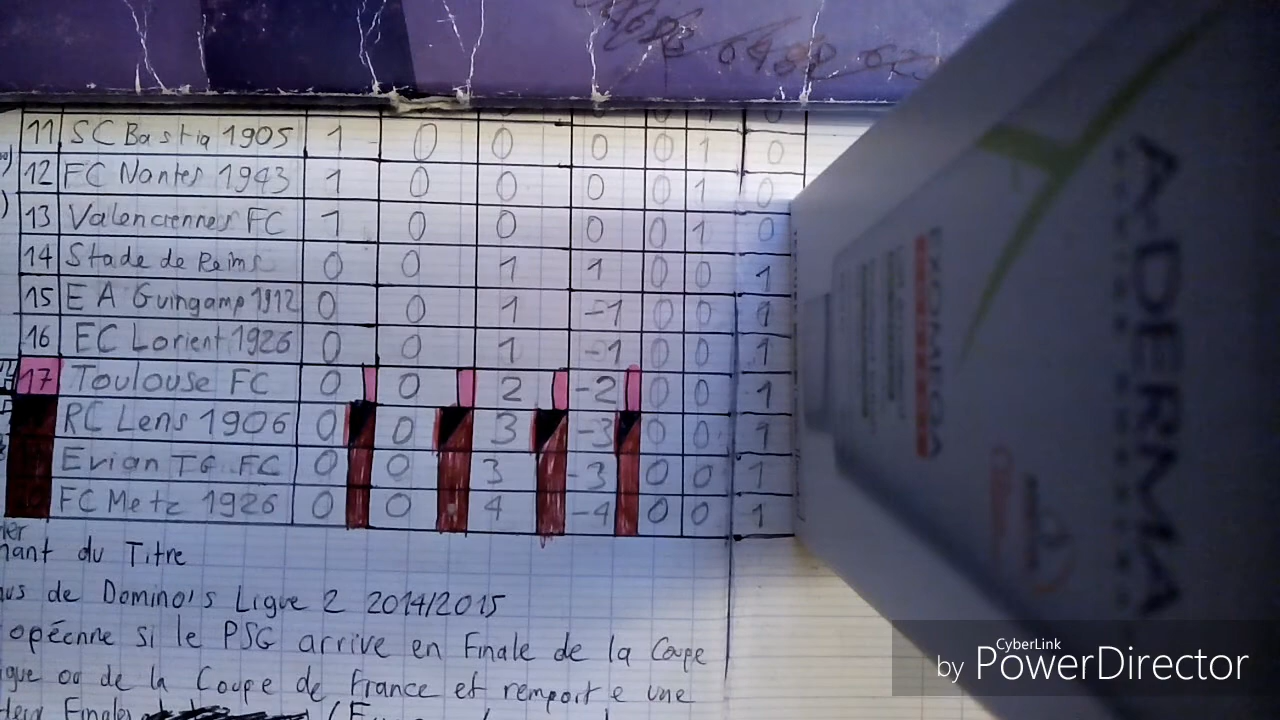 11 SC Bastia 1905 1 0 0 0 0 1 0
12 FC Nantes 1943 1 0 0 0 0 1 0
13 Valenciennes FC 1 0 0 0 0 1 0
14 Stade de Reims 0 0 1 1 0 0 1
15 E A Guingamp 1912 0 0 1 -1 0 0 1
16 FC Lorient 1926 0 0 1 -1 0 0 1
17 Toulouse FC 0 0 2 -2 0 0 1
RC Lens 1906 0 0 3 -3 0 0 1
Evian TG FC 0 0 3 -3 0 0 1
FC Metz 1926 0 0 4 -4 0 0 1
nant du Titre
us de Domino's Ligue 2 2014/2015
opéenne si le PSG arrive en Finale de la Coupe
igue ou de la Coupe de France et remporte une
A-DERMA
EXOMEGA
CyberLink
by PowerDirector